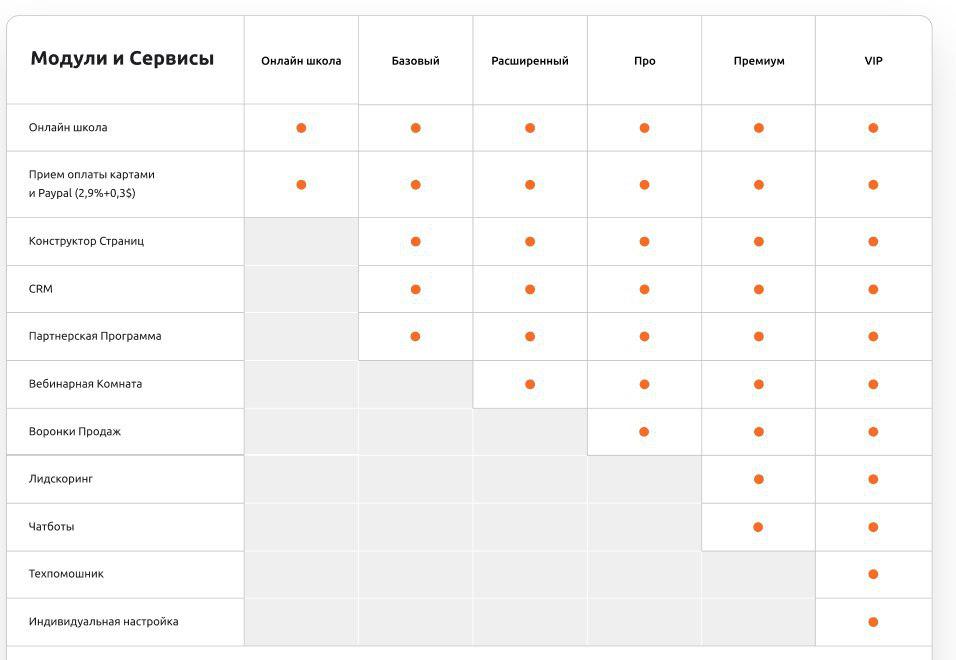 Модули и Сервисы
Онлайн школа
Базовый
Расширенный
Про
Премиум
VIP
Онлайн школа
Прием оплаты картами
и Paypal (2,9%+0,3$)
Конструктор Страниц
CRM
Партнерская Программа
Вебинарная Комната
Воронки Продаж
Лидскоринг
Чатботы
Техпомошник
Индивидуальная настройка